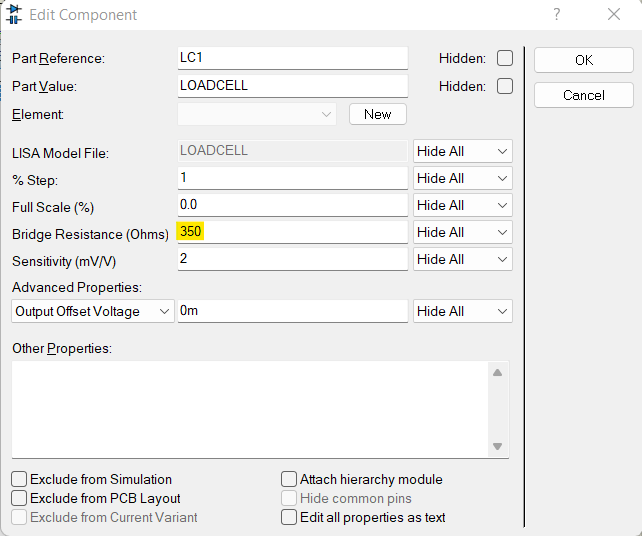 Edit Component
? ×
Part Reference: LC1 Hidden:
OK
Part Value: LOADCELL Hidden:
Cancel
Element: New
LISA Model File: LOADCELL Hide All
% Step: 1 Hide All
Full Scale (%) 0.0 Hide All
Bridge Resistance (Ohms) 350 Hide All
Sensitivity (mV/V) 2 Hide All
Advanced Properties:
Output Offset Voltage 0m Hide All
Other Properties:
Exclude from Simulation Attach hierarchy module
Exclude from PCB Layout Hide common pins
Exclude from Current Variant Edit all properties as text